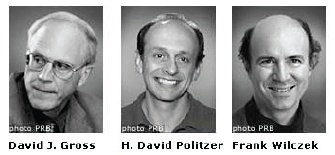 photo PRB photo PRB photo PRB
David J. Gross H. David Politzer Frank Wilczek